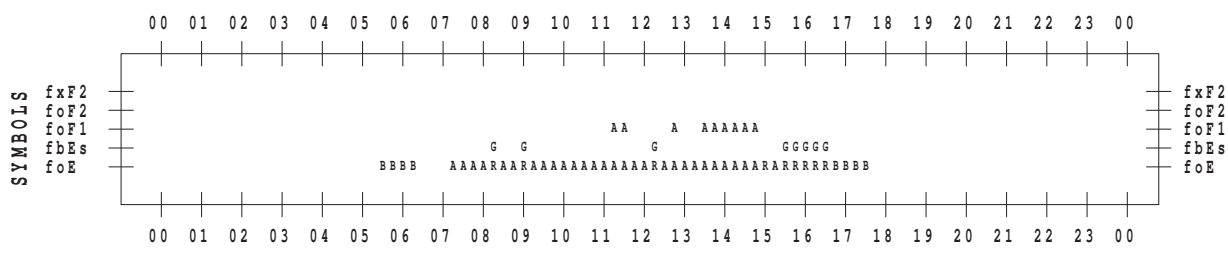 00 01 02 03 04 05 06 07 08 09 10 11 12 13 14 15 16 17 18 19 20 21 22 23 00
SYMBOLS
fxF2 fxF2
foF2 foF2
foF1 AA A AAAAAA foF1
fbEs G G G GGGGG fbEs
foE BBBB AAAARAARAAAAAAAAAAAARAAAAAAAAAARARRRRRBBBB foE
00 01 02 03 04 05 06 07 08 09 10 11 12 13 14 15 16 17 18 19 20 21 22 23 00